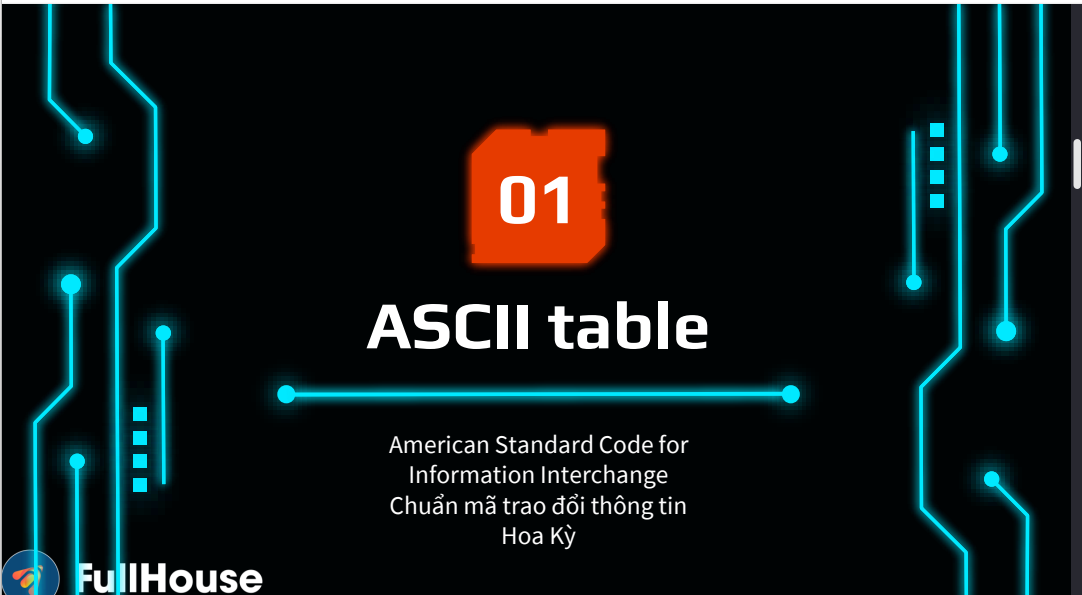 01
ASCII table
American Standard Code for
Information Interchange
Chuẩn mã trao đổi thông tin
Hoa Kỳ
FullHouse